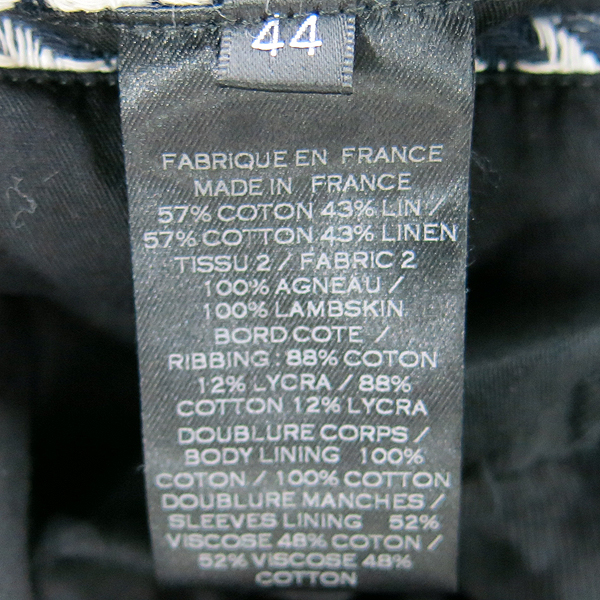 44
FABRIQUE EN FRANCE
MADE IN FRANCE
57% COTON 43% LIN /
57% COTTON 43% LINEN
TISSU 2 / FABRIC 2
100% AGNEAU /
100% LAMBSKIN
BORD COTE /
RIBBING : 88% COTON
12% LYCRA / 88%
COTTON 12% LYCRA
DOUBLURE CORPS /
BODY LINING 100%
COTON / 100% COTTON
DOUBLURE MANCHES /
SLEEVES LINING 52%
VISCOSE 48% COTON /
52% VISCOSE 48%
COTTON